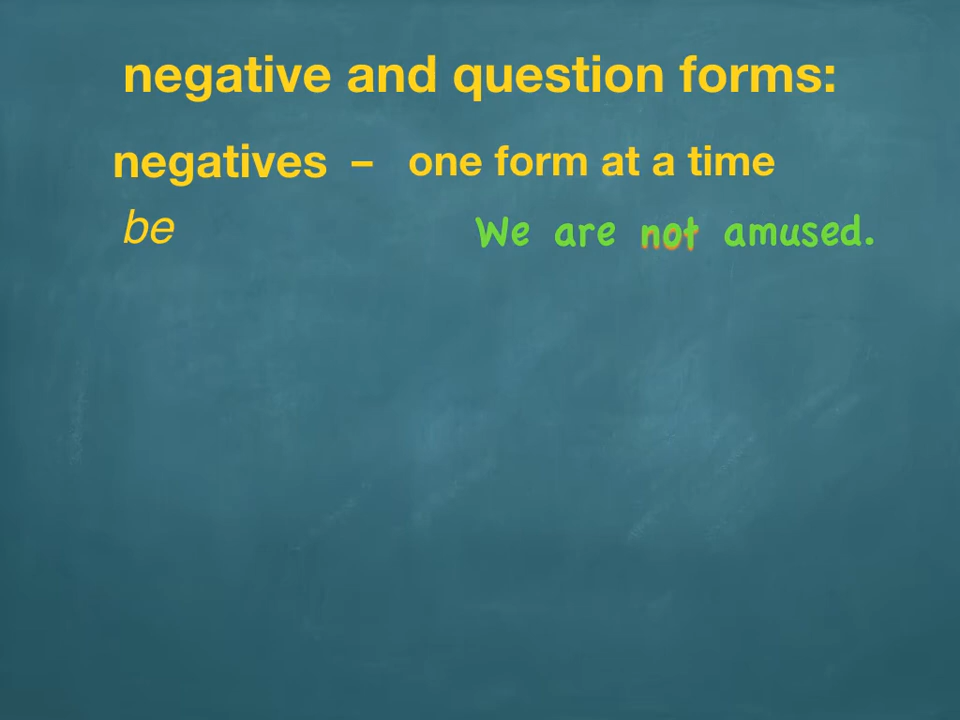 negative and question forms:
negatives – one form at a time
be We are not amused.